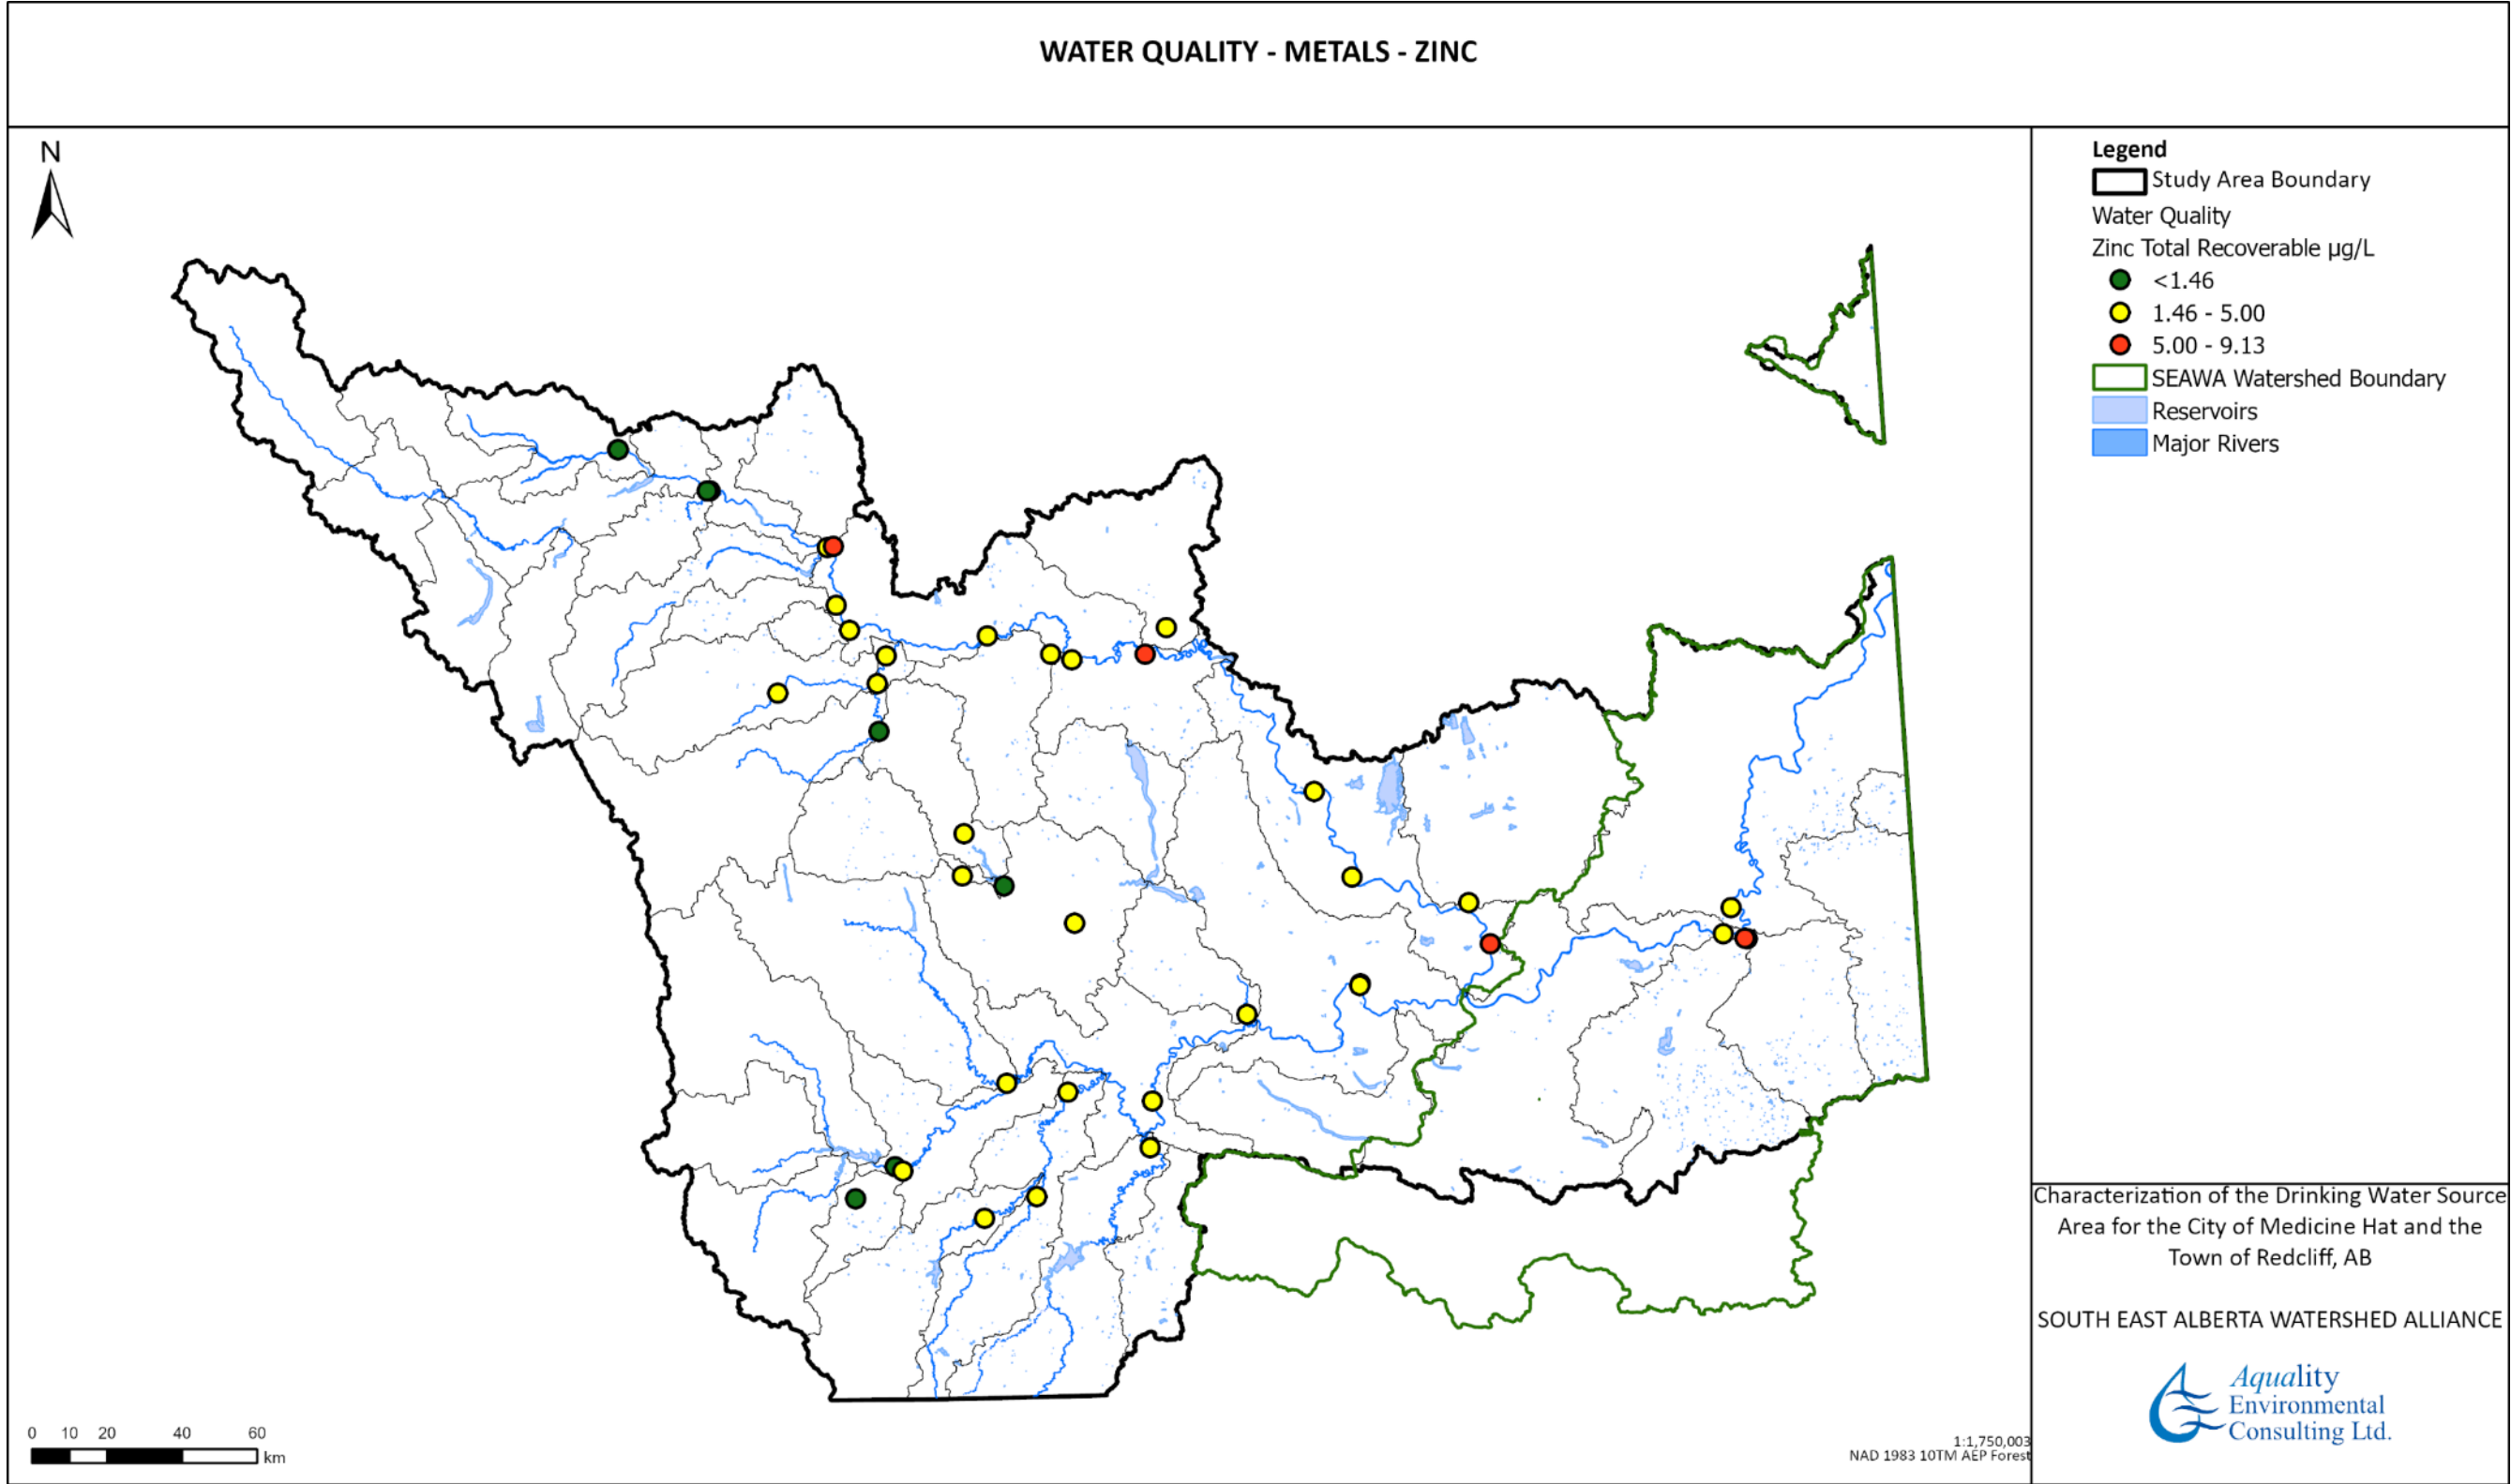 WATER QUALITY - METALS - ZINC
N
Legend
Study Area Boundary
Water Quality
Zinc Total Recoverable µg/L
<1.46
1.46 - 5.00
5.00 - 9.13
SEAWA Watershed Boundary
Reservoirs
Major Rivers
0 10 20 40 60
km
1:1,750,003
NAD 1983 10TM AEP Forest
Characterization of the Drinking Water Source
Area for the City of Medicine Hat and the
Town of Redcliff, AB
SOUTH EAST ALBERTA WATERSHED ALLIANCE
Aquality
Environmental
Consulting Ltd.